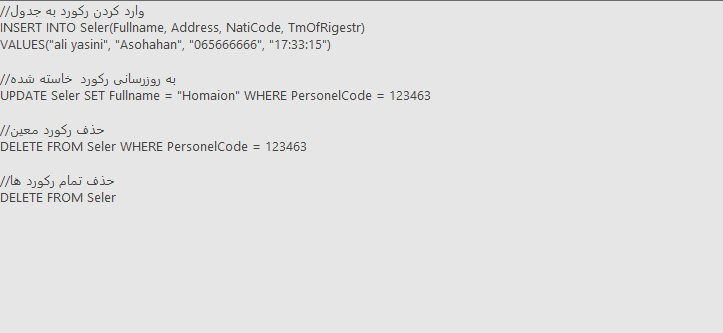 //وارد کردن رکورد به جدول
INSERT INTO Seler(Fullname, Address, NatiCode, TmOfRigestr)
VALUES("ali yasini", "Asohahan", "065666666", "17:33:15")
//به روزرسانی رکورد خاسته شده
UPDATE Seler SET Fullname = "Homaion" WHERE PersonelCode = 123463
//حذف رکورد معین
DELETE FROM Seler WHERE PersonelCode = 123463
//حذف تمام رکورد ها
DELETE FROM Seler